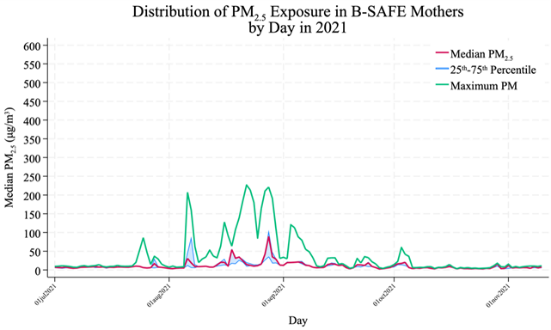 Distribution of PM2.5 Exposure in B-SAFE Mothers
by Day in 2021
Median PM2.5
25th-75th Percentile
Maximum PM
Median PM2.5 (μg/m³)
600
550
500
450
400
350
300
250
200
150
100
50
0
01jul2021
01aug2021
01sep2021
01oct2021
01nov2021
Day